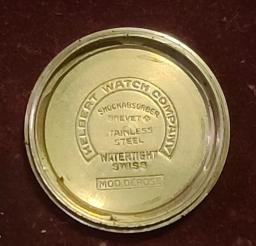 HELBERT WATCH COMPANY
SHOCKABSORBER
BREVET
STAINLESS
STEEL
WATERTIGHT
SWISS
MOD. DEPOSE